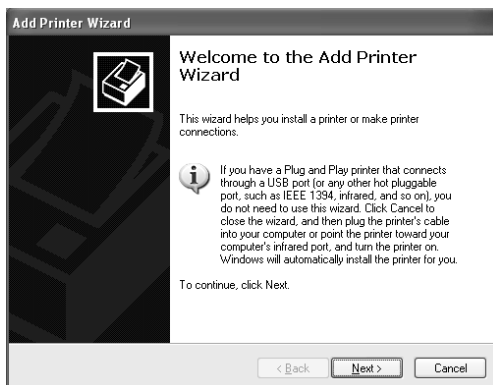 Add Printer Wizard
Welcome to the Add Printer
Wizard
This wizard helps you install a printer or make printer
connections.
If you have a Plug and Play printer that connects
through a USB port (or any other hot pluggable
port, such as IEEE 1394, infrared, and so on), you
do not need to use this wizard. Click Cancel to
close the wizard, and then plug the printer's cable
into your computer or point the printer toward your
computer's infrared port, and turn the printer on.
Windows will automatically install the printer for you.
To continue, click Next.
< Back Next > Cancel